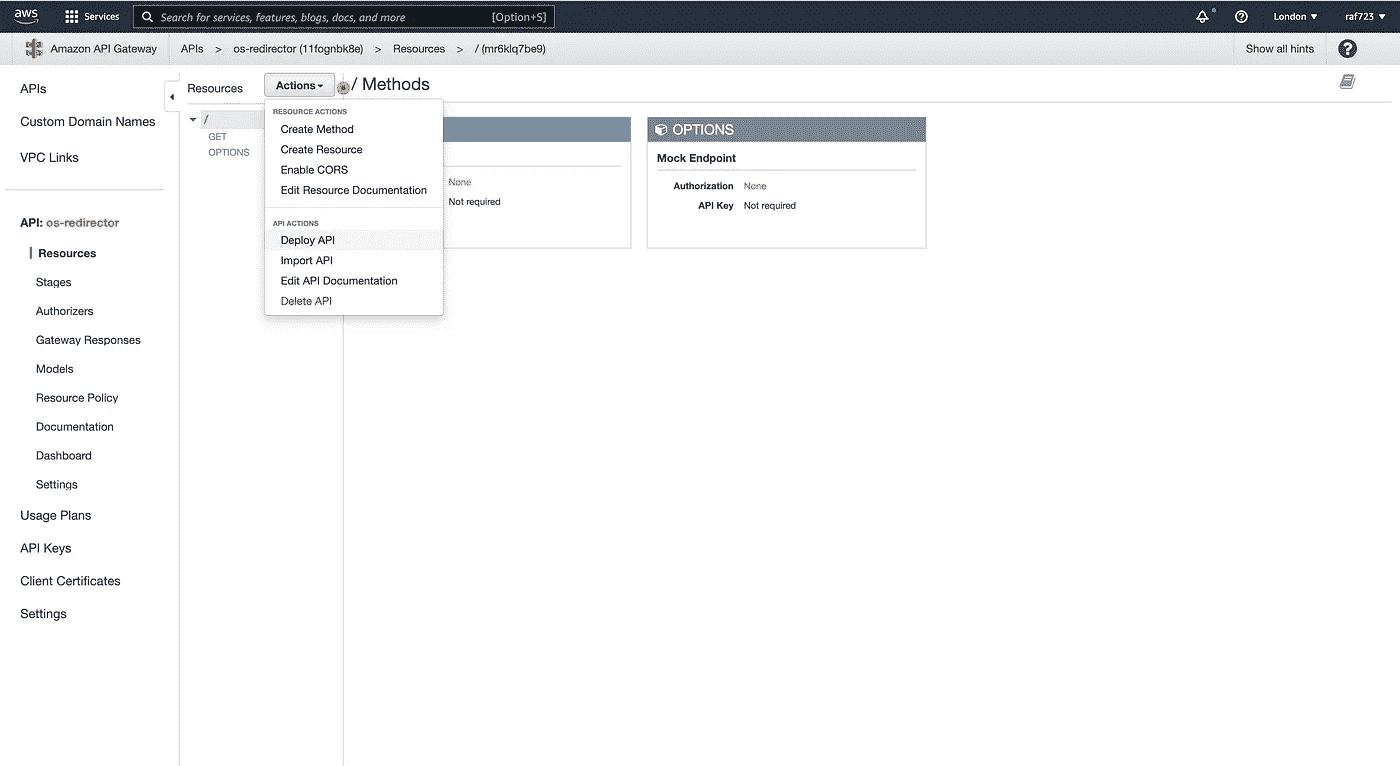 aws Services Search for services, features, blogs, docs, and more [Option+S] London ▼ raf723 ▼
Amazon API Gateway APIs > os-redirector (11fognbk8e) > Resources > / (mr6klq7be9) Show all hints ?
APIs
Custom Domain Names
VPC Links
API: os-redirector
Resources
Stages
Authorizers
Gateway Responses
Models
Resource Policy
Documentation
Dashboard
Settings
Usage Plans
API Keys
Client Certificates
Settings
Resources Actions
/
GET
OPTIONS
RESOURCE ACTIONS
Create Method
Create Resource
Enable CORS
Edit Resource Documentation
API ACTIONS
Deploy API
Import API
Edit API Documentation
Delete API
/ Methods
None
Not required
OPTIONS
Mock Endpoint
Authorization None
API Key Not required